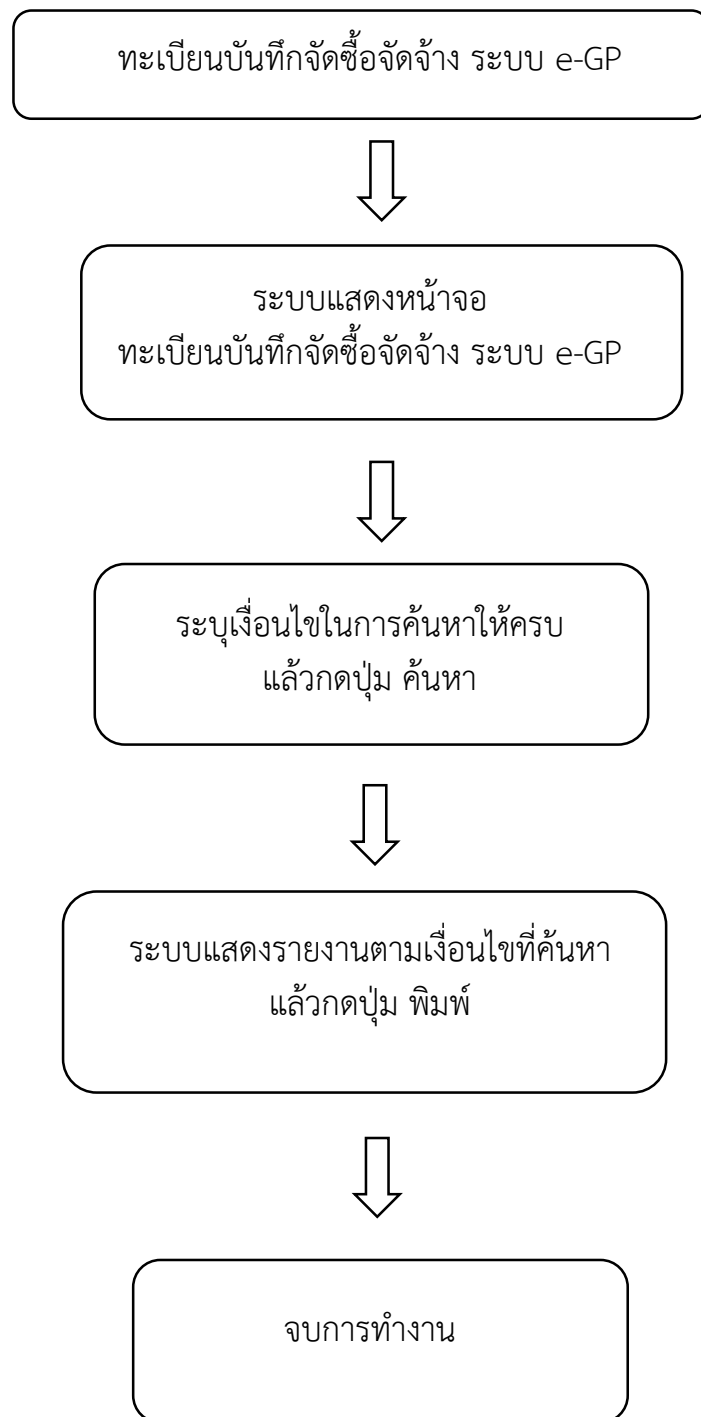 ทะเบียนบันทึกจัดซื้อจัดจ้าง ระบบ e-GP
ระบบแสดงหน้าจอ
ทะเบียนบันทึกจัดซื้อจัดจ้าง ระบบ e-GP
ระบุเงื่อนไขในการค้นหาให้ครบ
แล้วกดปุ่ม ค้นหา
ระบบแสดงรายงานตามเงื่อนไขที่ค้นหา
แล้วกดปุ่ม พิมพ์
จบการทำงาน